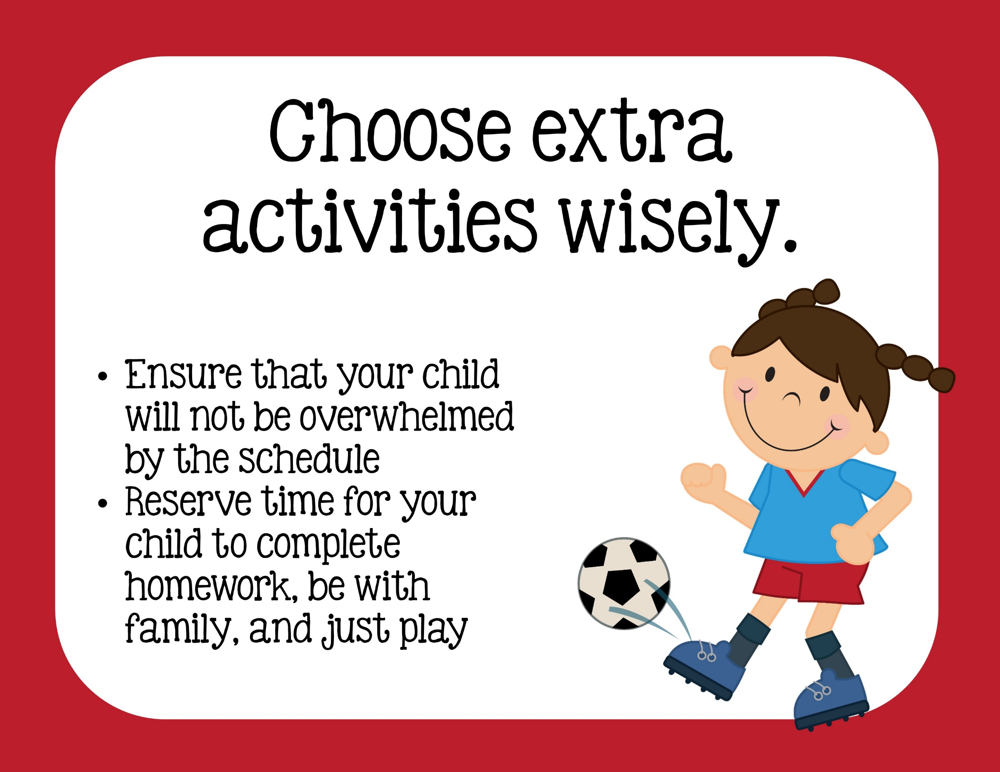 Choose extra
activities wisely.
• Ensure that your child
will not be overwhelmed
by the schedule
• Reserve time for your
child to complete
homework, be with
family, and just play